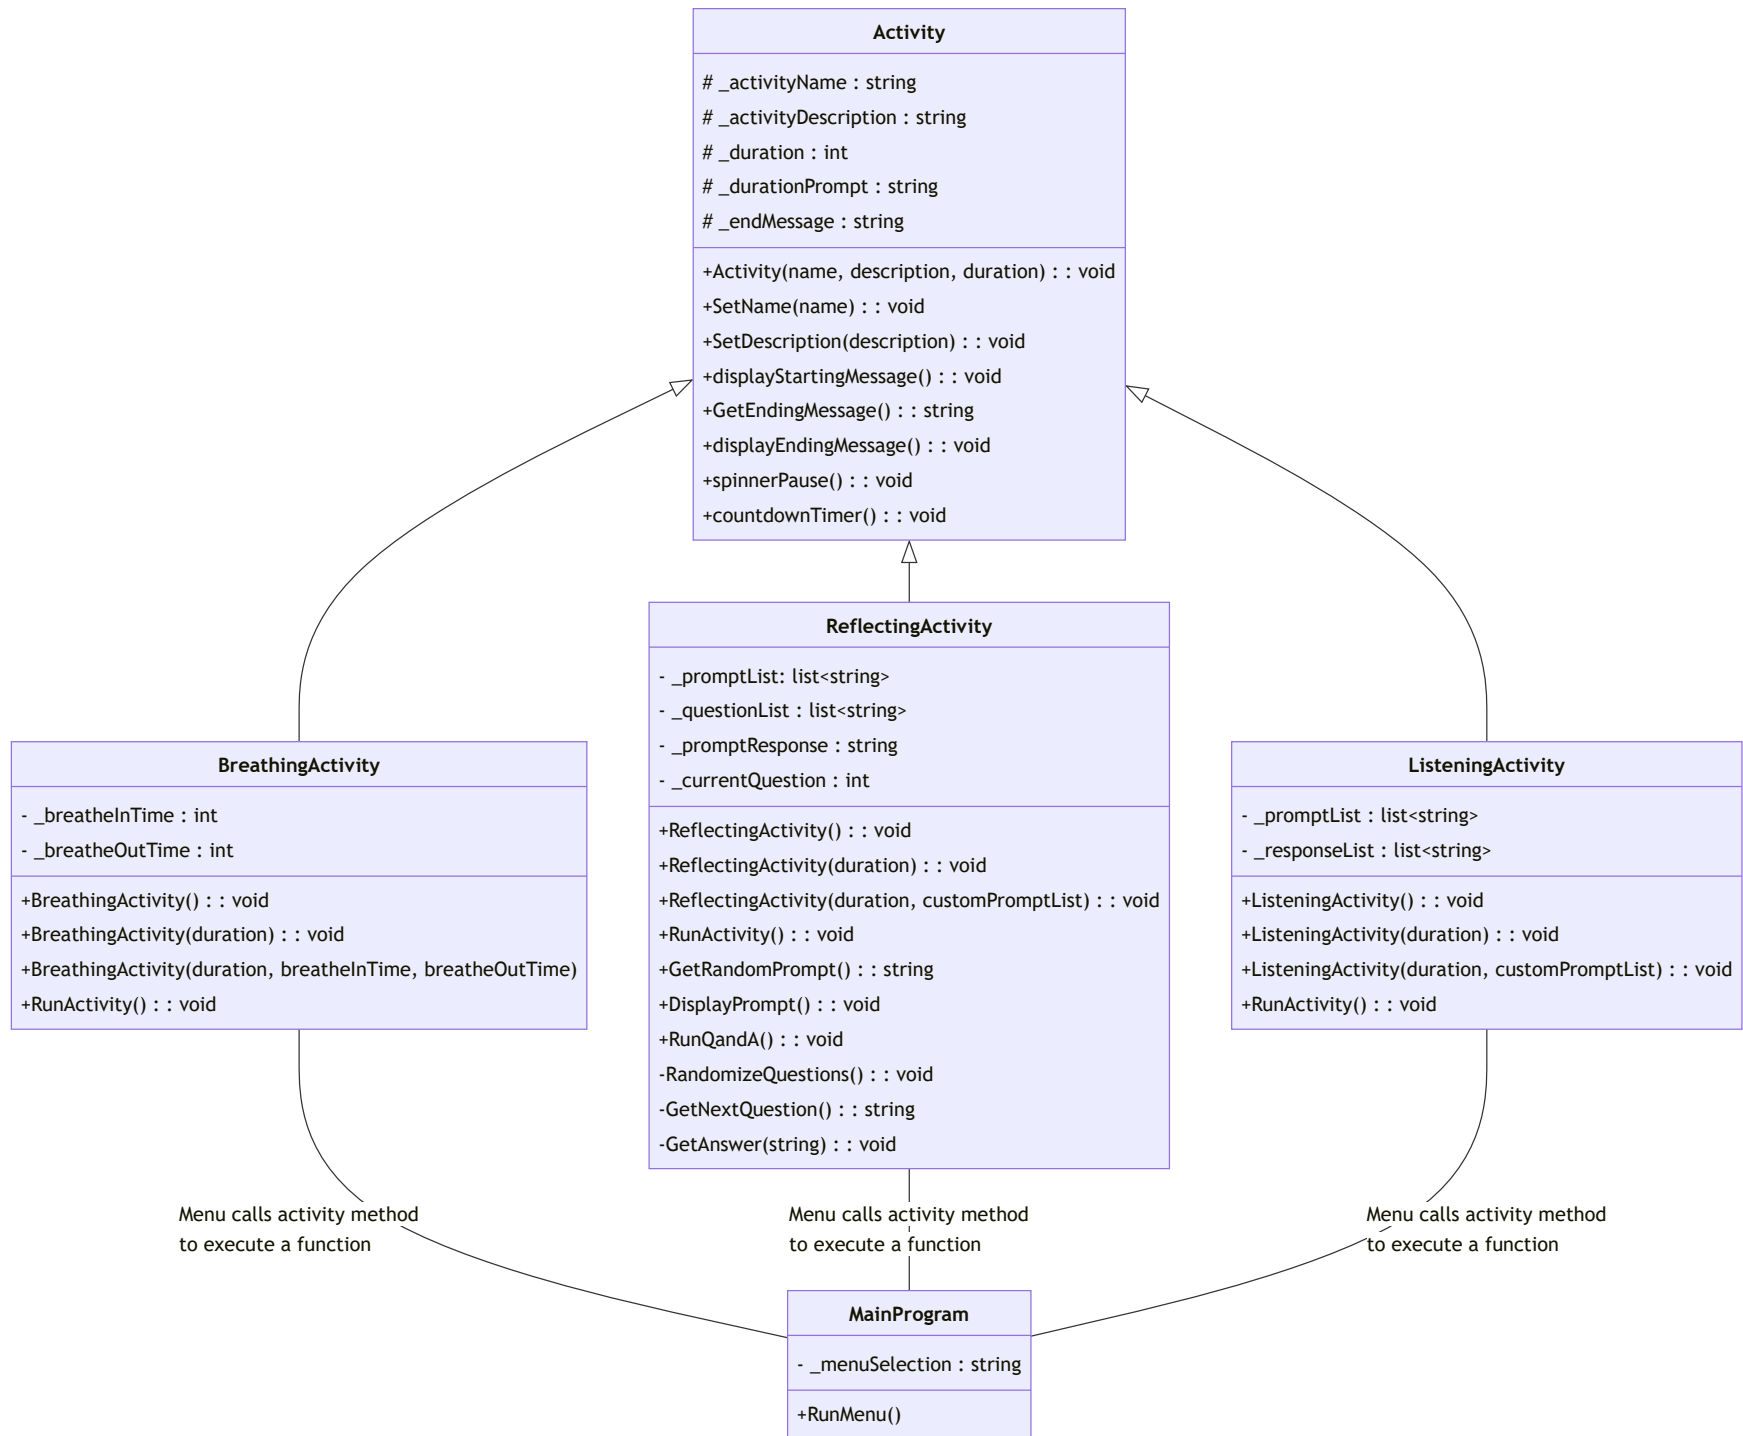 Activity
# _activityName : string
# _activityDescription : string
# _duration : int
# _durationPrompt : string
# _endMessage : string
+Activity(name, description, duration) : : void
+SetName(name) : : void
+SetDescription(description) : : void
+displayStartingMessage() : : void
+GetEndingMessage() : : string
+displayEndingMessage() : : void
+spinnerPause() : : void
+countdownTimer() : : void
BreathingActivity
- _breatheInTime : int
- _breatheOutTime : int
+BreathingActivity() : : void
+BreathingActivity(duration) : : void
+BreathingActivity(duration, breatheInTime, breatheOutTime)
+RunActivity() : : void
ReflectingActivity
- _promptList: list<string>
- _questionList : list<string>
- _promptResponse : string
- _currentQuestion : int
+ReflectingActivity() : : void
+ReflectingActivity(duration) : : void
+ReflectingActivity(duration, customPromptList) : : void
+RunActivity() : : void
+GetRandomPrompt() : : string
+DisplayPrompt() : : void
+RunQandA() : : void
-RandomizeQuestions() : : void
-GetNextQuestion() : : string
-GetAnswer(string) : : void
ListeningActivity
- _promptList : list<string>
- _responseList : list<string>
+ListeningActivity() : : void
+ListeningActivity(duration) : : void
+ListeningActivity(duration, customPromptList) : : void
+RunActivity() : : void
Menu calls activity method
to execute a function
Menu calls activity method
to execute a function
Menu calls activity method
to execute a function
MainProgram
- _menuSelection : string
+RunMenu()